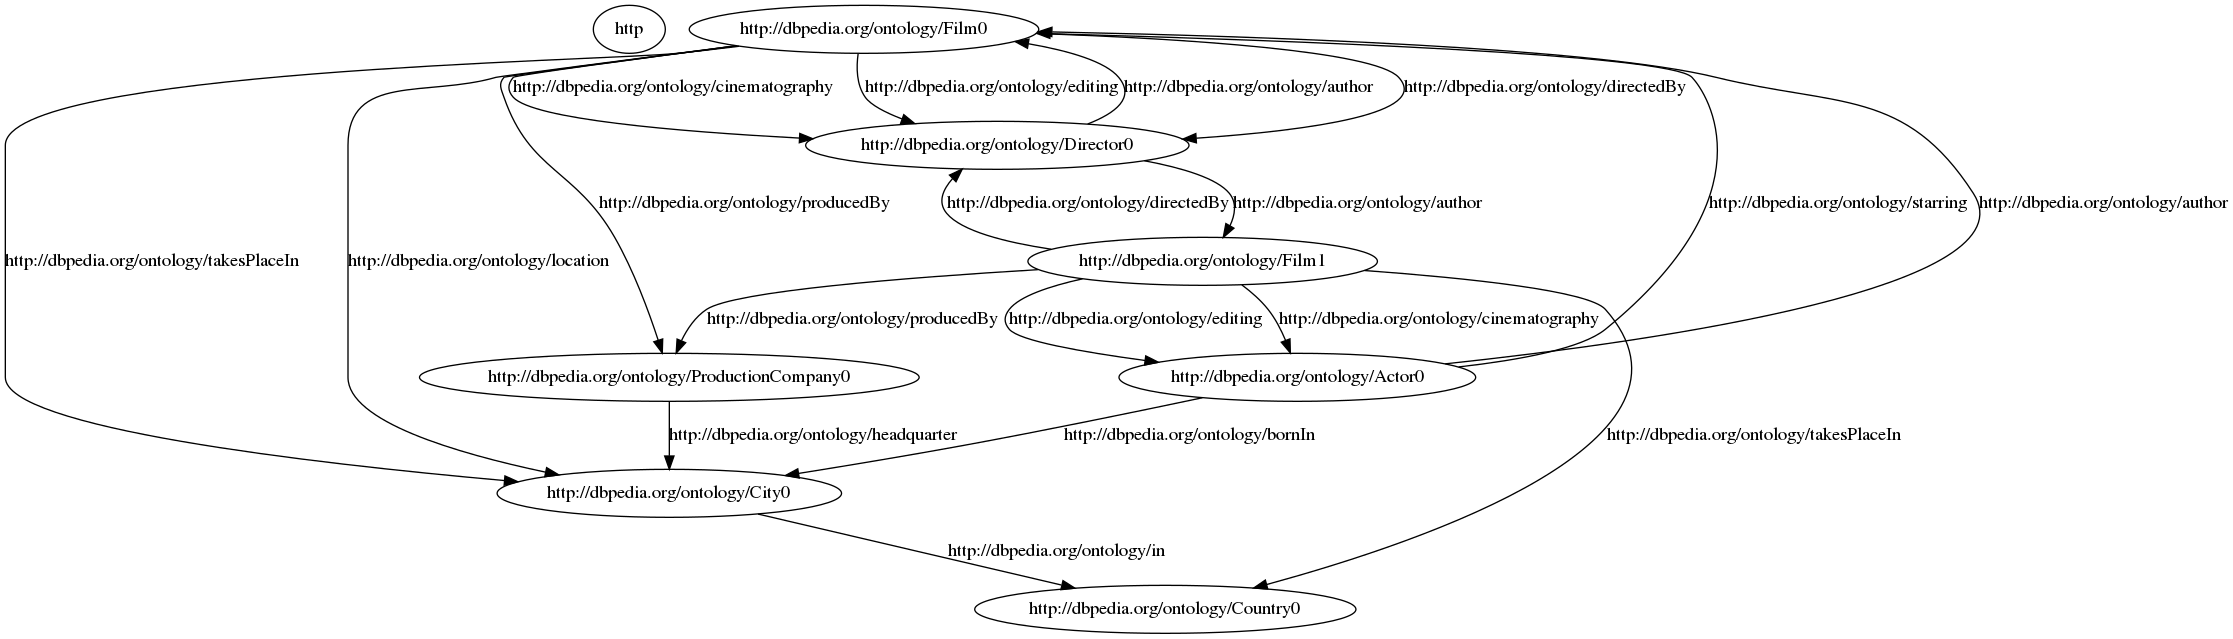 http
http://dbpedia.org/ontology/Film0
http://dbpedia.org/ontology/cinematography
http://dbpedia.org/ontology/editing
http://dbpedia.org/ontology/author
http://dbpedia.org/ontology/directedBy
http://dbpedia.org/ontology/Director0
http://dbpedia.org/ontology/producedBy
http://dbpedia.org/ontology/directedBy
http://dbpedia.org/ontology/author
http://dbpedia.org/ontology/starring
http://dbpedia.org/ontology/author
http://dbpedia.org/ontology/takesPlaceIn
http://dbpedia.org/ontology/location
http://dbpedia.org/ontology/Film1
http://dbpedia.org/ontology/producedBy
http://dbpedia.org/ontology/editing
http://dbpedia.org/ontology/cinematography
http://dbpedia.org/ontology/ProductionCompany0
http://dbpedia.org/ontology/Actor0
http://dbpedia.org/ontology/headquarter
http://dbpedia.org/ontology/bornIn
http://dbpedia.org/ontology/takesPlaceIn
http://dbpedia.org/ontology/City0
http://dbpedia.org/ontology/in
http://dbpedia.org/ontology/Country0